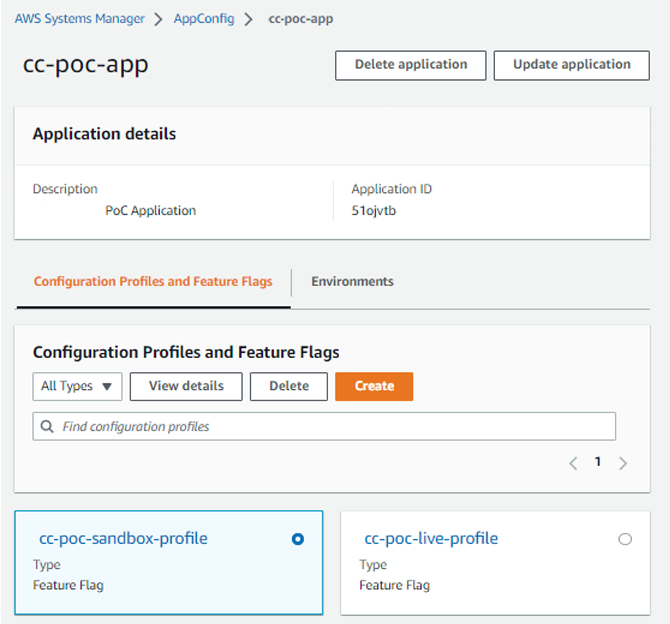 AWS Systems Manager > AppConfig > cc-poc-app
cc-poc-app
Delete application
Update application
Application details
Description
PoC Application
Application ID
51ojvtb
Configuration Profiles and Feature Flags
Environments
Configuration Profiles and Feature Flags
All Types
View details
Delete
Create
Find configuration profiles
< 1 >
cc-poc-sandbox-profile
Type
Feature Flag
cc-poc-live-profile
Type
Feature Flag